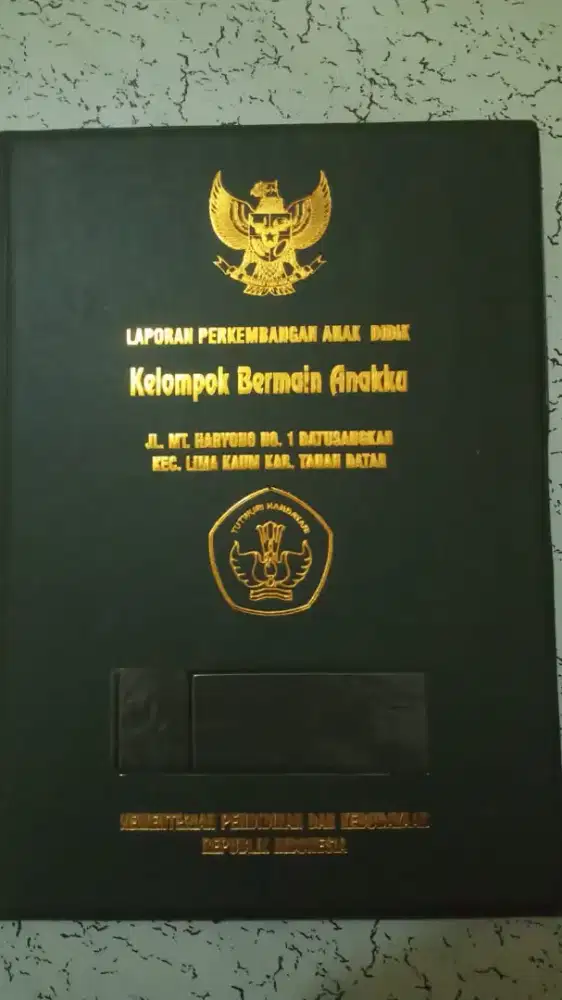 LAPORAN PERKEMBANGAN ANAK DIDIK
Kelompok Bermain Anakku
JL. MT. HARYONO NO. 1 BATUSANGKAR
KEC. LIMA KAUM KAB. TANAH DATAR
TUT WURI HANDAYANI
KEMENTERIAN PENDIDIKAN DAN KEBUDAYAAN
REPUBLIK INDONESIA